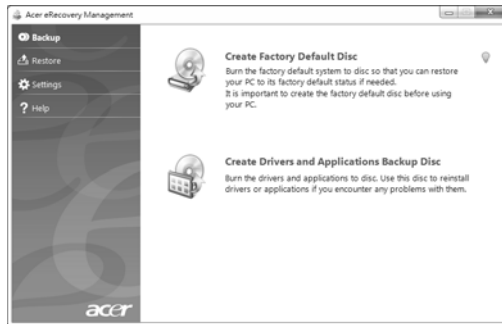 Acer eRecovery Management
Backup
Restore
Settings
Help
Create Factory Default Disc
Burn the factory default system to disc so that you can restore
your PC to its factory default status if needed.
It is important to create the factory default disc before using
your PC.
Create Drivers and Applications Backup Disc
Burn the drivers and applications to disc. Use this disc to reinstall
drivers or applications if you encounter any problems with them.
acer